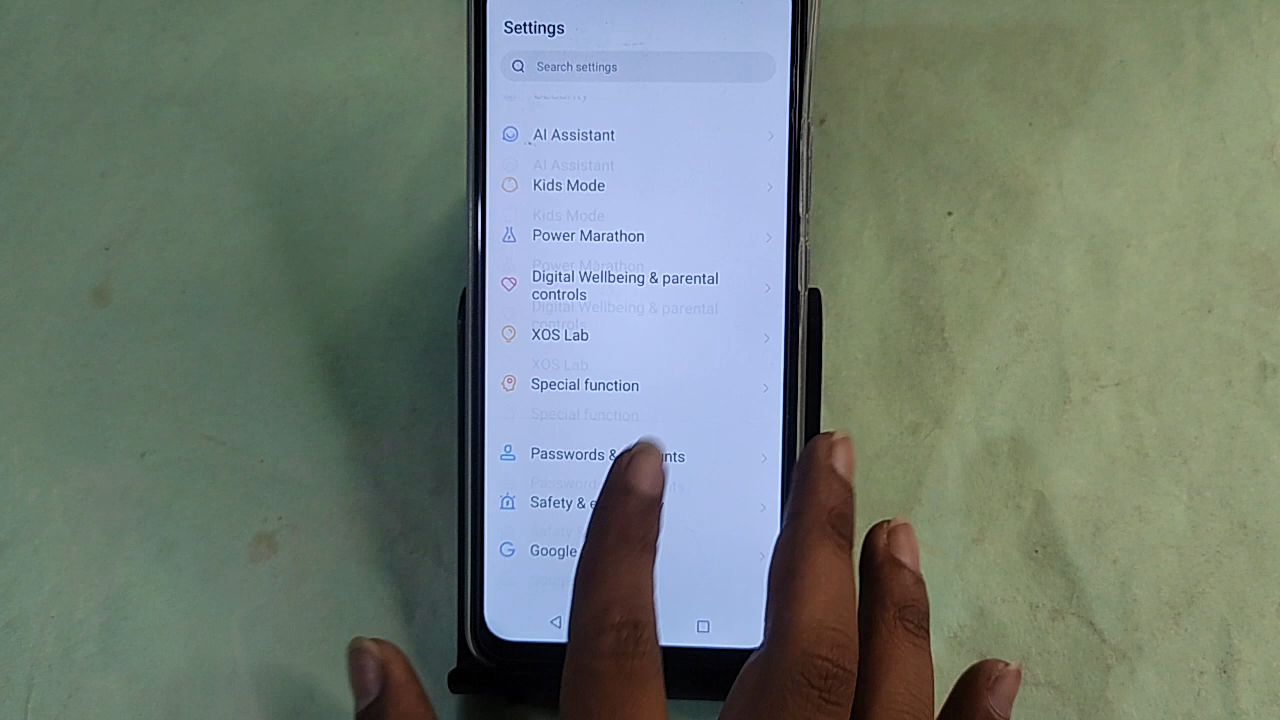 Settings
Search settings
Security
AI Assistant
Kids Mode
Power Marathon
Digital Wellbeing & parental
controls
XOS Lab
Special function
Passwords &
Safety &
Google